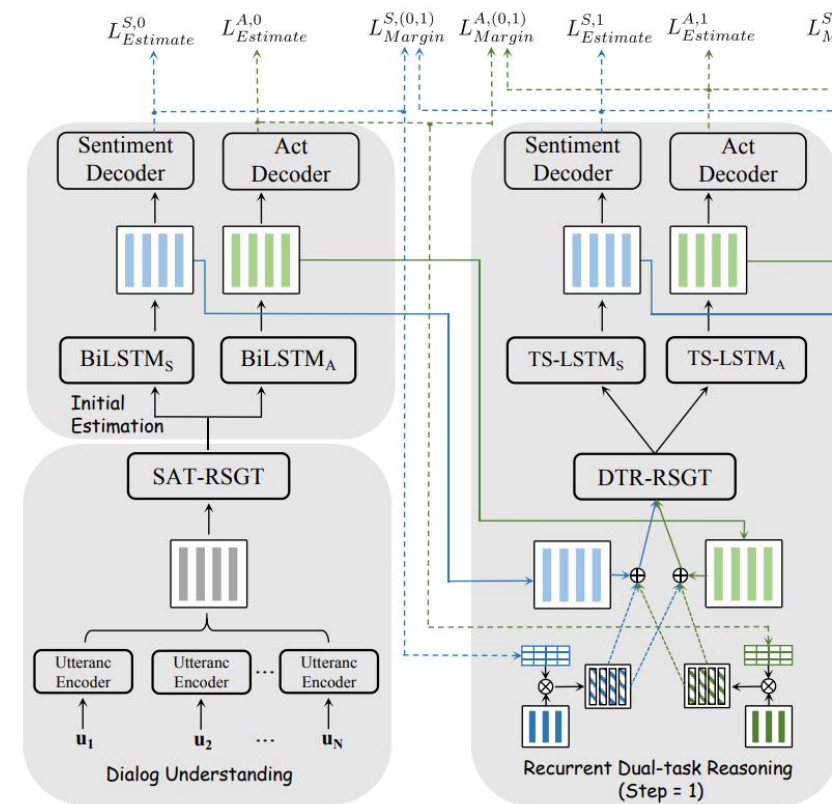 L^{S,0}_{Estimate} L^{A,0}_{Estimate} L^{S,(0,1)}_{Margin} L^{A,(0,1)}_{Margin} L^{S,1}_{Estimate} L^{A,1}_{Estimate} L^{S
Sentiment
Decoder
Act
Decoder
BiLSTM_S
BiLSTM_A
Initial
Estimation
SAT-RSGT
Utteranc
Encoder
Utteranc
Encoder
...
Utteranc
Encoder
u_1
u_2
...
u_N
Dialog Understanding
Sentiment
Decoder
Act
Decoder
TS-LSTM_S
TS-LSTM_A
DTR-RSGT
Recurrent Dual-task Reasoning
(Step = 1)